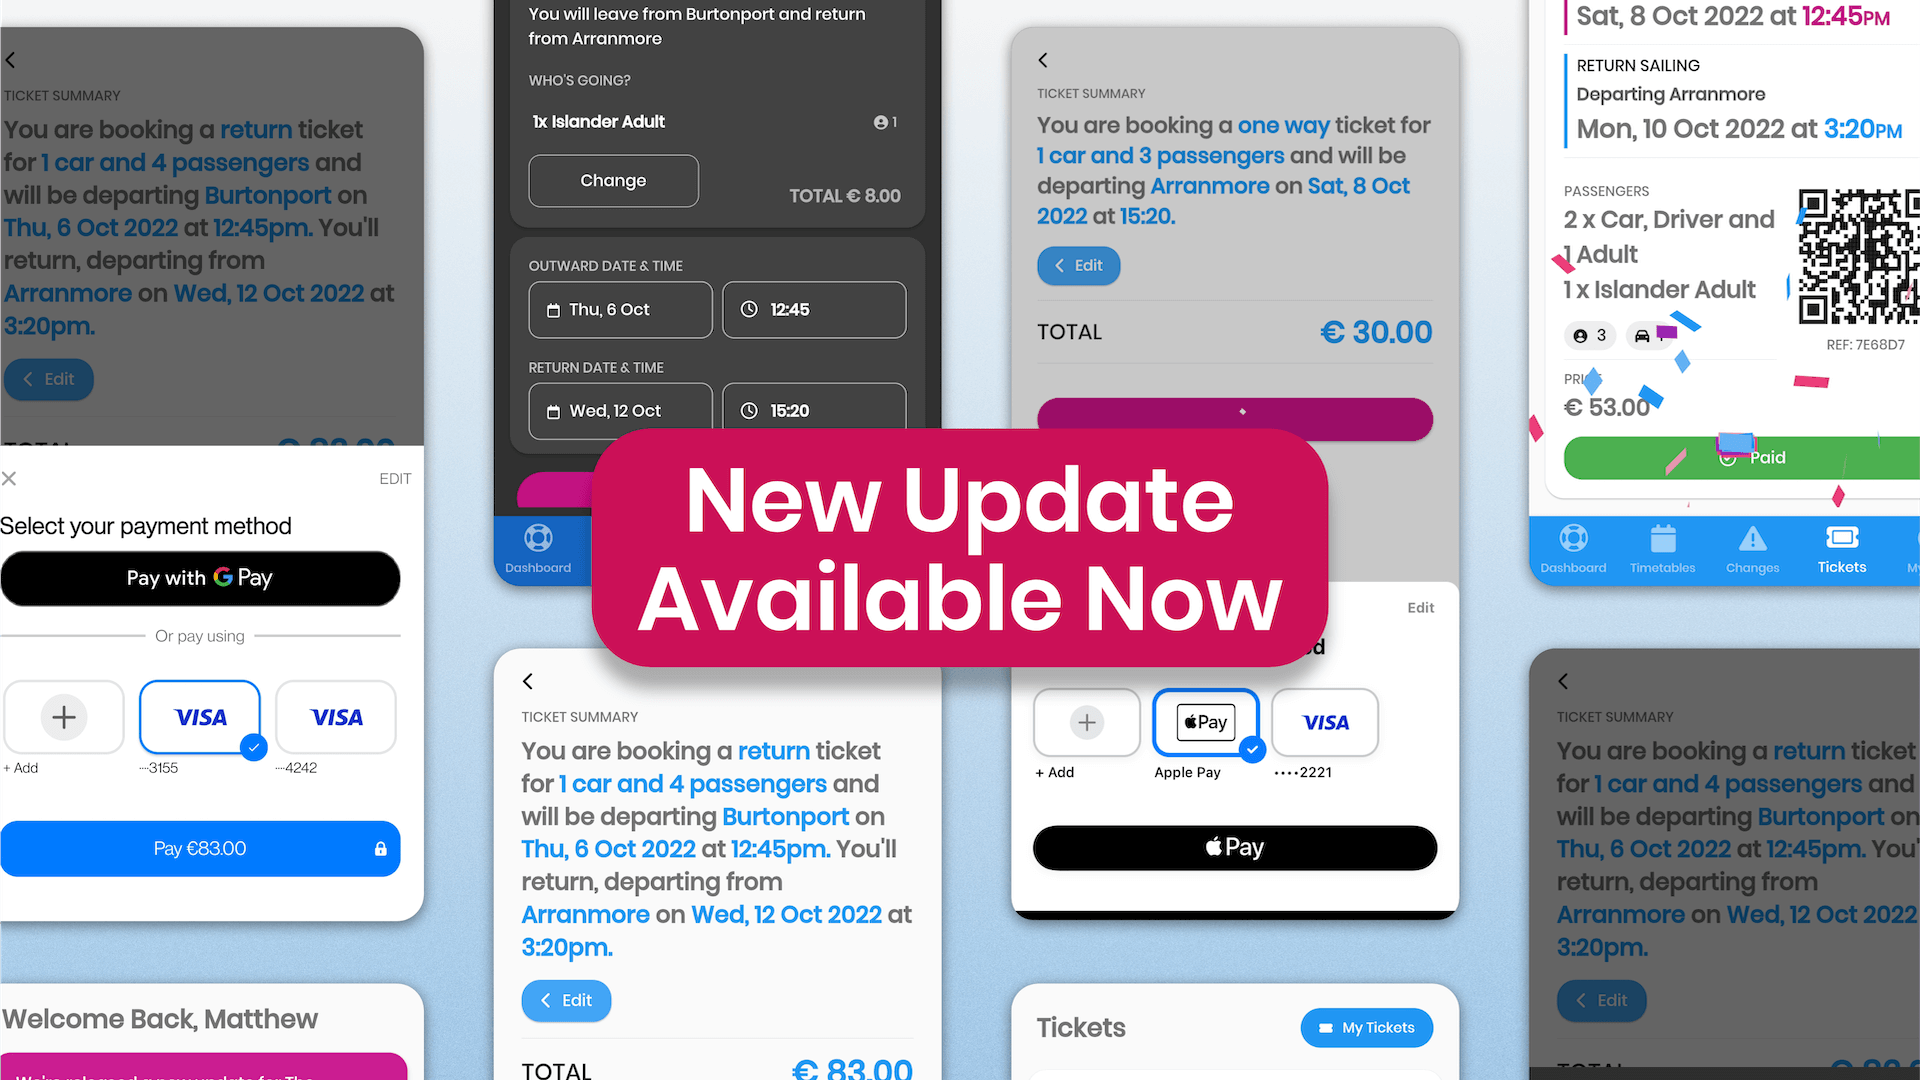 TICKET SUMMARY
You are booking a return ticket
for 1 car and 4 passengers and
will be departing Burtonport on
Thu, 6 Oct 2022 at 12:45pm. You'll
return, departing from
Arranmore on Wed, 12 Oct 2022 at
3:20pm.
Edit
EDIT
Select your payment method
Pay with G Pay
Or pay using
VISA
VISA
+ Add
····3155
····4242
Pay €83.00
Welcome Back, Matthew
You will leave from Burtonport and return
from Arranmore
WHO'S GOING?
1x Islander Adult
1
Change
TOTAL € 8.00
OUTWARD DATE & TIME
Thu, 6 Oct
12:45
RETURN DATE & TIME
Wed, 12 Oct
15:20
Dashboard
New Update
Available Now
TICKET SUMMARY
You are booking a return ticket
for 1 car and 4 passengers and
will be departing Burtonport on
Thu, 6 Oct 2022 at 12:45pm. You'll
return, departing from
Arranmore on Wed, 12 Oct 2022 at
3:20pm.
Edit
TOTAL
€ 83.00
TICKET SUMMARY
You are booking a one way ticket for
1 car and 3 passengers and will be
departing Arranmore on Sat, 8 Oct
2022 at 15:20.
Edit
TOTAL
€ 30.00
Edit
Pay
VISA
+ Add
Apple Pay
····2221
Pay
Tickets
My Tickets
Sat, 8 Oct 2022 at 12:45PM
RETURN SAILING
Departing Arranmore
Mon, 10 Oct 2022 at 3:20PM
PASSENGERS
2 x Car, Driver and
1 Adult
1 x Islander Adult
3
REF: 7E68D7
PRICE
€ 53.00
Paid
Dashboard
Timetables
Changes
Tickets
TICKET SUMMARY
You are booking a return ticket
for 1 car and 4 passengers and
will be departing Burtonport on
Thu, 6 Oct 2022 at 12:45pm. You'
return, departing from
Arranmore on Wed, 12 Oct 2022
3:20pm.
Edit